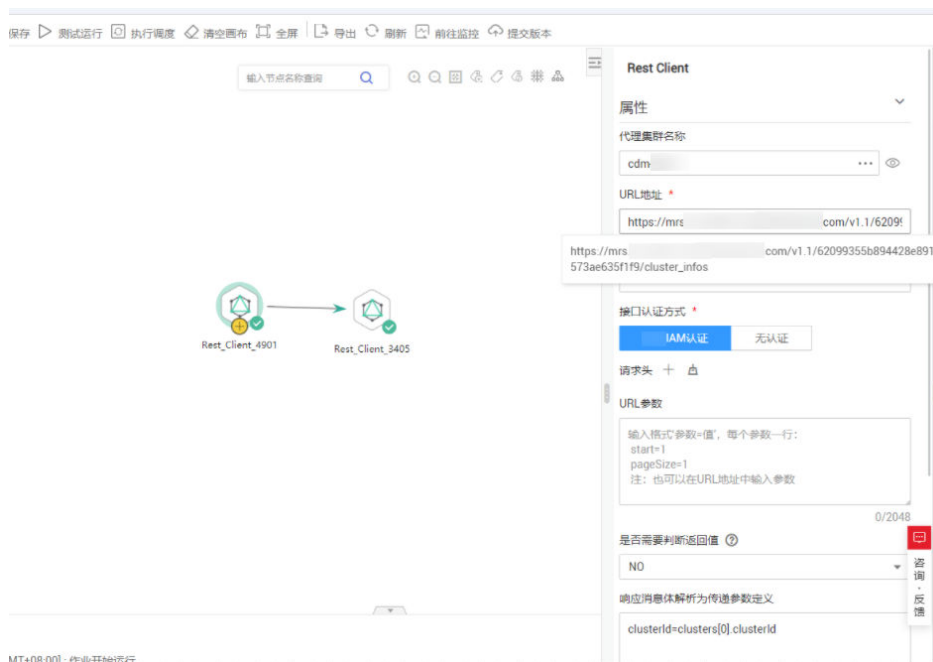 保存 测试运行 执行调度 清空画布 全屏 导出 刷新 前往监控 提交版本
输入节点名称查询
Rest Client
属性
代理集群名称
cdm
URL地址 *
https://mrs com/v1.1/62099
https://mrs com/v1.1/62099355b894428e891
573ae635f1f9/cluster_infos
接口认证方式 *
IAM认证 无认证
请求头
URL参数
输入格式'参数=值'，每个参数一行：
start=1
pageSize=1
注：也可以在URL地址中输入参数
0/2048
是否需要判断返回值
NO
响应消息体解析为传递参数定义
clusterId=clusters[0].clusterId
Rest_Client_4901
Rest_Client_3405
咨询·反馈
MT+08:00] : 作业开始运行